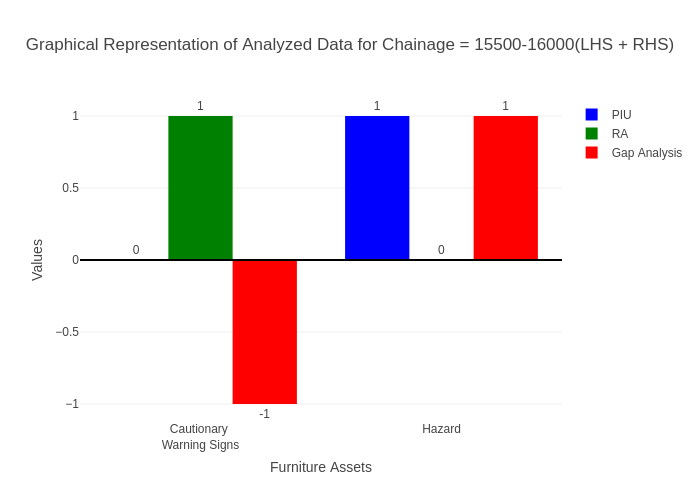 Graphical Representation of Analyzed Data for Chainage = 15500-16000(LHS + RHS)
1
1
1
PIU
RA
Gap Analysis
1
0.5
0
0
0
−0.5
−1
-1
Values
Cautionary
Warning Signs
Hazard
Furniture Assets